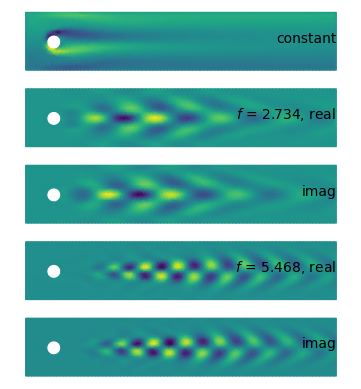 constant
f = 2.734, real
imag
f = 5.468, real
imag